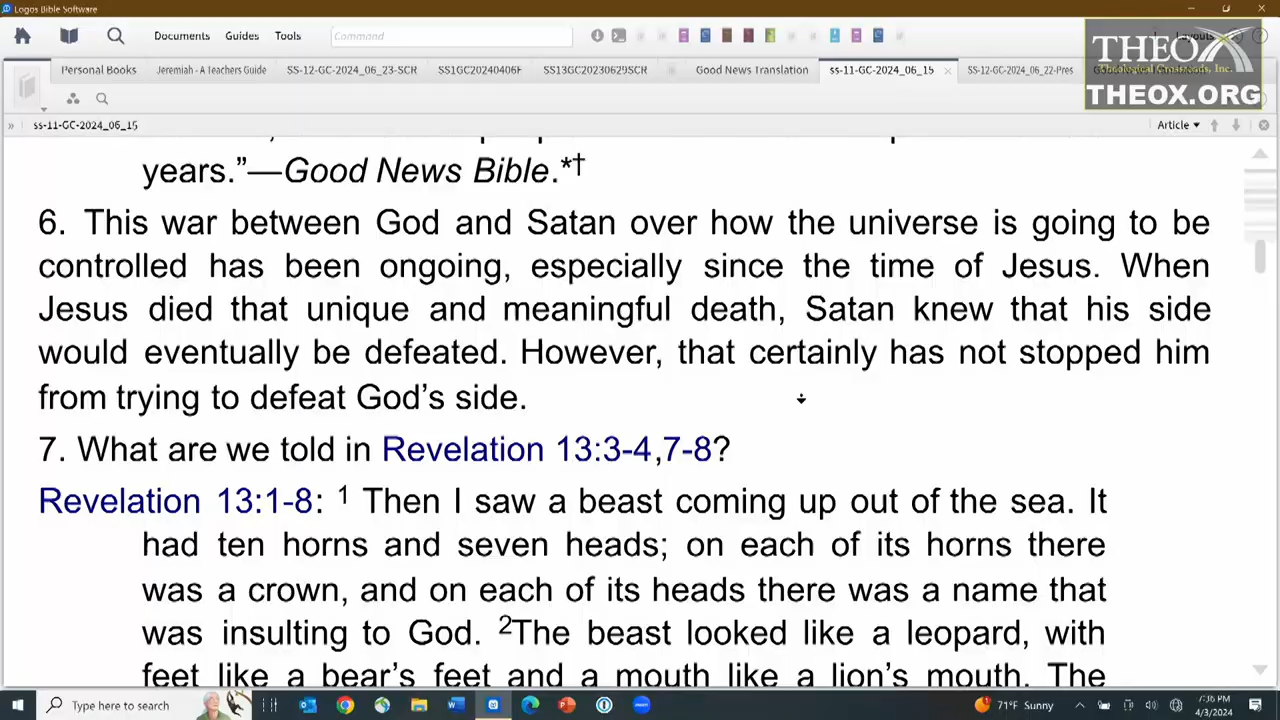 Logos Bible Software
Documents Guides Tools Command
THEOX
Theological Crossroads, Inc.
THEOX.ORG
Personal Books Jeremiah - A Teachers Guide SS-12-GC-2024_06_23-SCR SS13GC20230629SCR Good News Translation ss-11-GC-2024_06_15 SS-12-GC-2024_06_22-Pres
ss-11-GC-2024_06_15 Article
years.”—Good News Bible.*†
6. This war between God and Satan over how the universe is going to be
controlled has been ongoing, especially since the time of Jesus. When
Jesus died that unique and meaningful death, Satan knew that his side
would eventually be defeated. However, that certainly has not stopped him
from trying to defeat God’s side.
7. What are we told in Revelation 13:3-4,7-8?
Revelation 13:1-8: 1 Then I saw a beast coming up out of the sea. It
had ten horns and seven heads; on each of its horns there
was a crown, and on each of its heads there was a name that
was insulting to God. 2The beast looked like a leopard, with
feet like a bear’s feet and a mouth like a lion’s mouth. The
Type here to search 71°F Sunny 7:36 PM
4/3/2024